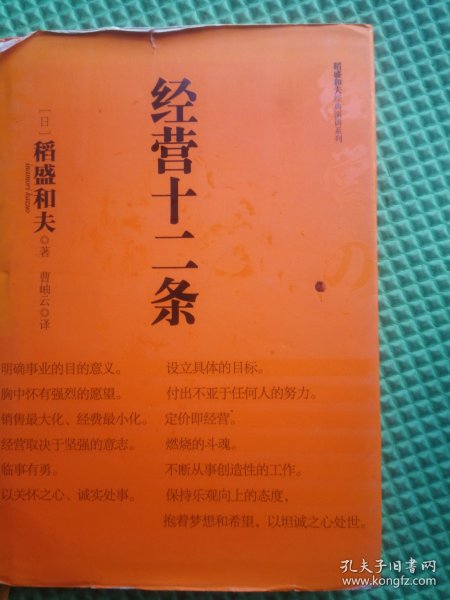 稻盛和夫经典演讲系列
经营十二条
[日]稻盛和夫◎著 曹岫云◎译
inamori kazuo
明确事业的目的意义。 设立具体的目标。
胸中怀有强烈的愿望。 付出不亚于任何人的努力。
销售最大化、经费最小化。 定价即经营。
经营取决于坚强的意志。 燃烧的斗魂。
临事有勇。 不断从事创造性的工作。
以关怀之心、诚实处事。 保持乐观向上的态度,
抱着梦想和希望,以坦诚之心处世。
孔夫子旧书网
www.kongfz.com